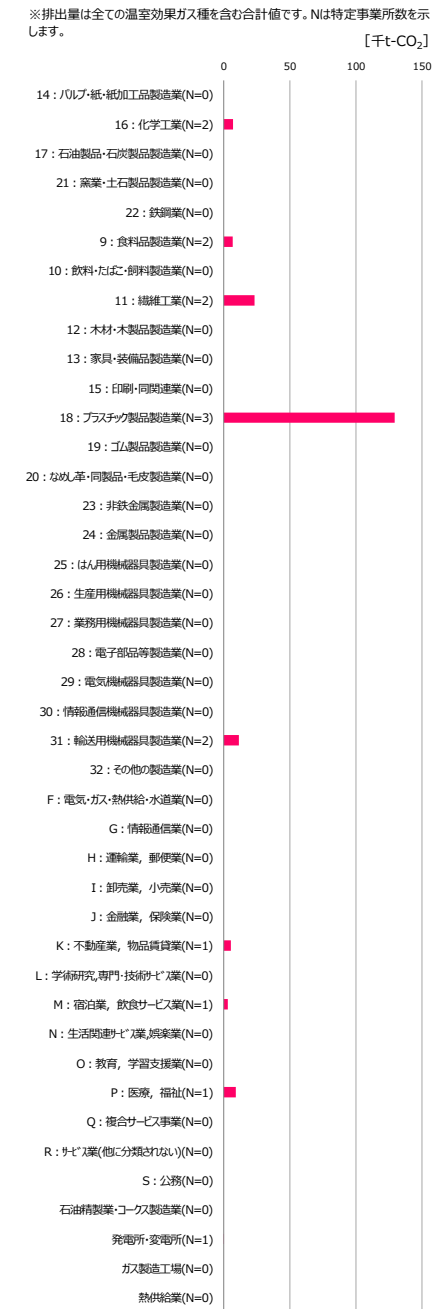 ※排出量は全ての温室効果ガス種を含む合計値です。Nは特定事業所数を示
します。
[千t-CO₂]
0 50 100 150
14：パルプ・紙・紙加工品製造業(N=0)
16：化学工業(N=2)
17：石油製品・石炭製品製造業(N=0)
21：窯業・土石製品製造業(N=0)
22：鉄鋼業(N=0)
9：食料品製造業(N=2)
10：飲料・たばこ・飼料製造業(N=0)
11：繊維工業(N=2)
12：木材・木製品製造業(N=0)
13：家具・装備品製造業(N=0)
15：印刷・同関連業(N=0)
18：プラスチック製品製造業(N=3)
19：ゴム製品製造業(N=0)
20：なめし革・同製品・毛皮製造業(N=0)
23：非鉄金属製造業(N=0)
24：金属製品製造業(N=0)
25：はん用機械器具製造業(N=0)
26：生産用機械器具製造業(N=0)
27：業務用機械器具製造業(N=0)
28：電子部品等製造業(N=0)
29：電気機械器具製造業(N=0)
30：情報通信機械器具製造業(N=0)
31：輸送用機械器具製造業(N=2)
32：その他の製造業(N=0)
F：電気・ガス・熱供給・水道業(N=0)
G：情報通信業(N=0)
H：運輸業，郵便業(N=0)
I：卸売業，小売業(N=0)
J：金融業，保険業(N=0)
K：不動産業，物品賃貸業(N=1)
L：学術研究,専門・技術ｻｰﾋﾞｽ業(N=0)
M：宿泊業，飲食サービス業(N=1)
N：生活関連ｻｰﾋﾞｽ業,娯楽業(N=0)
O：教育，学習支援業(N=0)
P：医療，福祉(N=1)
Q：複合サービス事業(N=0)
R：ｻｰﾋﾞｽ業(他に分類されない)(N=0)
S：公務(N=0)
石油精製業・コークス製造業(N=0)
発電所・変電所(N=1)
ガス製造工場(N=0)
熱供給業(N=0)